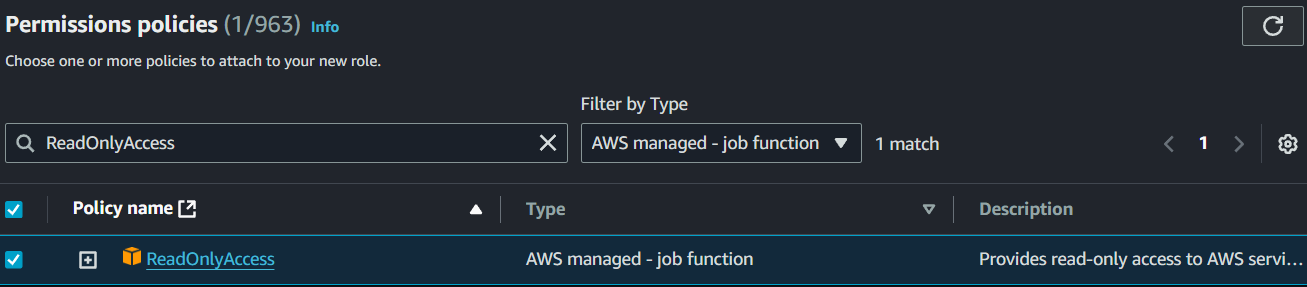 Permissions policies (1/963) Info
Choose one or more policies to attach to your new role.
Filter by Type
ReadOnlyAccess AWS managed - job function 1 match 1
Policy name Type Description
ReadOnlyAccess AWS managed - job function Provides read-only access to AWS servi...